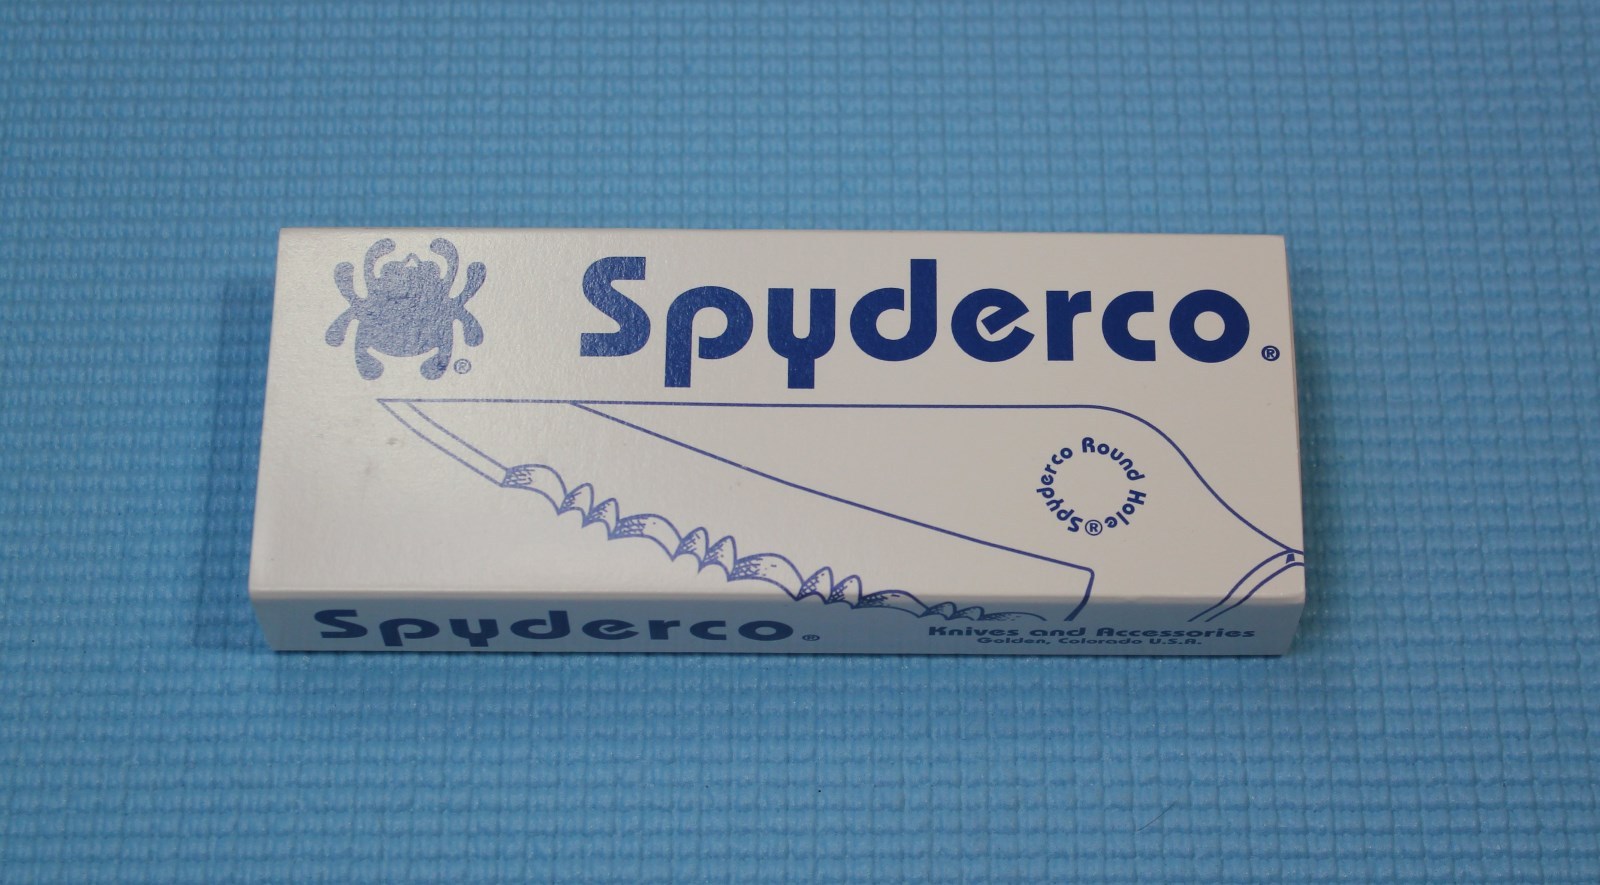 Spyderco®
®
Spyderco Round Hole®
Spyderco®
Knives and Accessories
Golden, Colorado U.S.A.